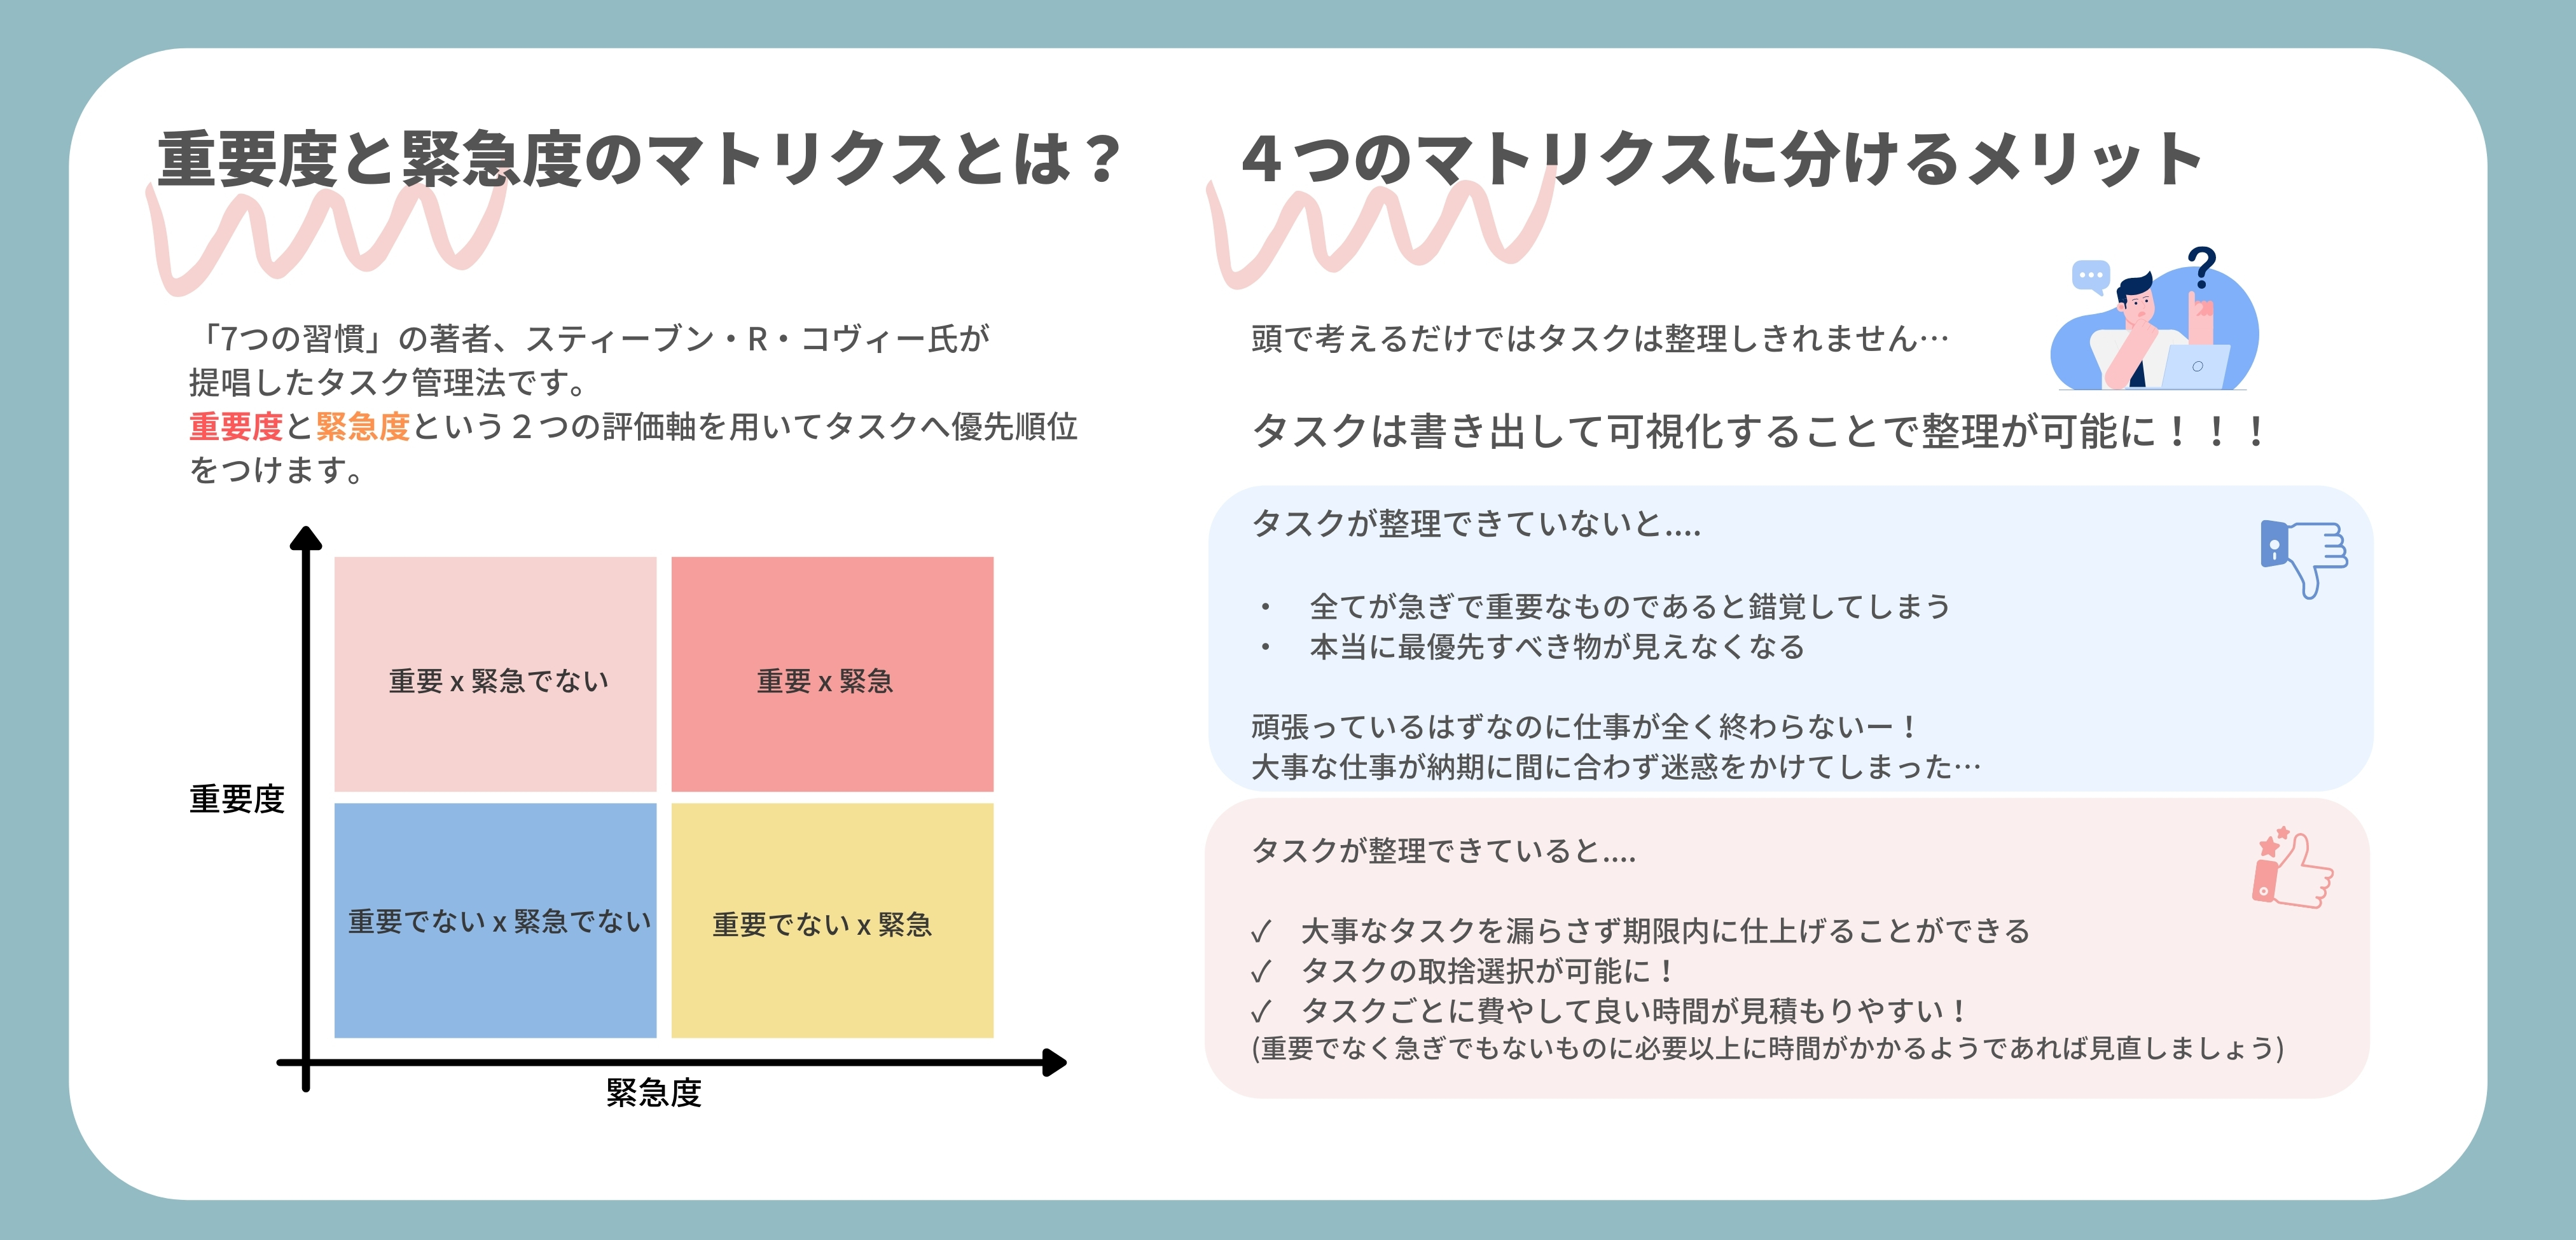 重要度と緊急度のマトリクスとは？
「7つの習慣」の著者、スティーブン・R・コヴィー氏が
提唱したタスク管理法です。
重要度と緊急度という２つの評価軸を用いてタスクへ優先順位
をつけます。
重要 x 緊急でない
重要 x 緊急
重要度
重要でない x 緊急でない
重要でない x 緊急
緊急度
４つのマトリクスに分けるメリット
頭で考えるだけではタスクは整理しきれません…
?
タスクは書き出して可視化することで整理が可能に！！！
タスクが整理できていないと....
・ 全てが急ぎで重要なものであると錯覚してしまう
・ 本当に最優先すべき物が見えなくなる
頑張っているはずなのに仕事が全く終わらないー！
大事な仕事が納期に間に合わず迷惑をかけてしまった…
タスクが整理できていると....
✓ 大事なタスクを漏らさず期限内に仕上げることができる
✓ タスクの取捨選択が可能に！
✓ タスクごとに費やして良い時間が見積もりやすい！
(重要でなく急ぎでもないものに必要以上に時間がかかるようであれば見直しましょう)